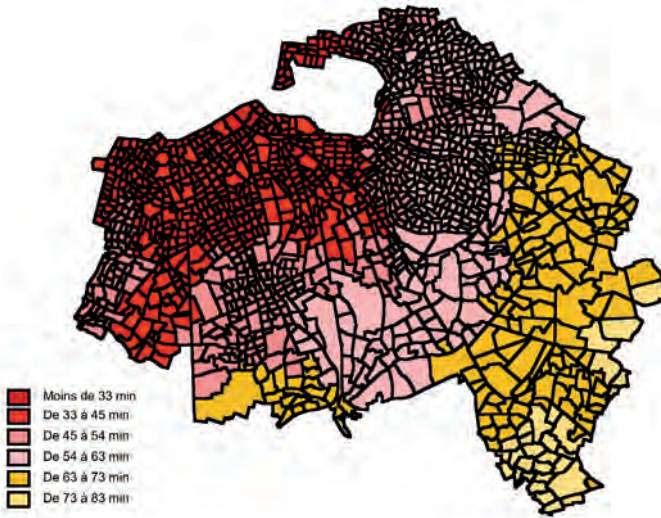 Moins de 33 min
De 33 à 45 min
De 45 à 54 min
De 54 à 63 min
De 63 à 73 min
De 73 à 83 min